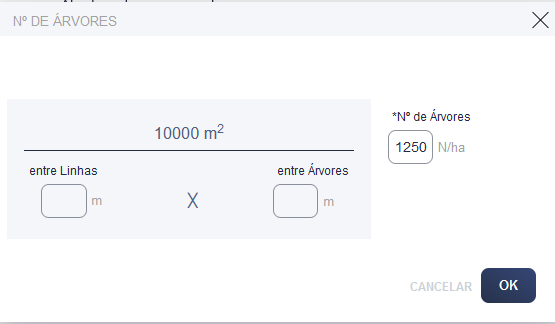 Nº DE ÁRVORES
10000 m²
entre Linhas
entre Árvores
m
X
m
*Nº de Árvores
1250 N/ha
CANCELAR
OK